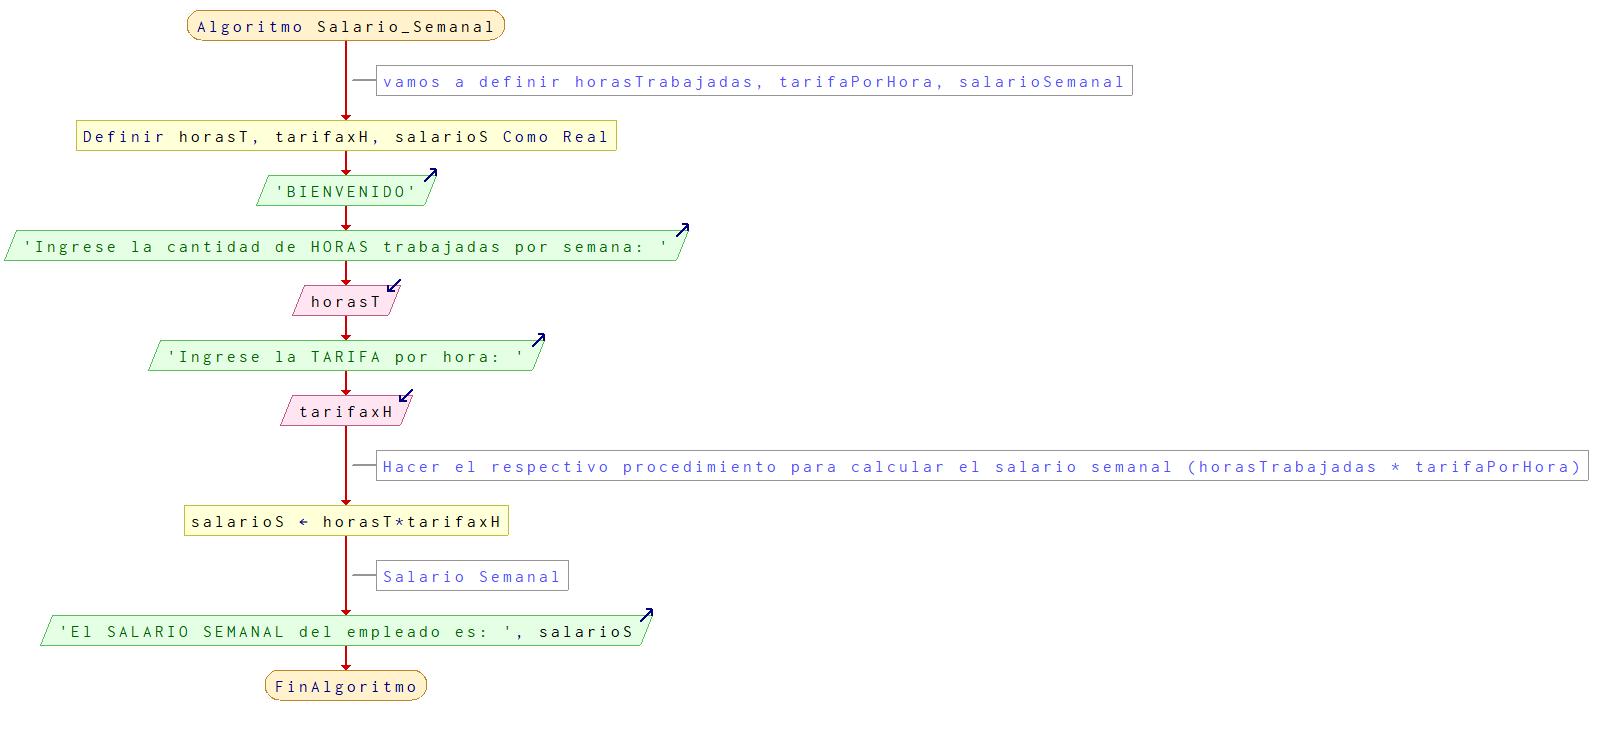 Algoritmo Salario_Semanal
vamos a definir horasTrabajadas, tarifaPorHora, salarioSemanal
Definir horasT, tarifaxH, salarioS Como Real
'BIENVENIDO'
'Ingrese la cantidad de HORAS trabajadas por semana: '
horasT
'Ingrese la TARIFA por hora: '
tarifaxH
Hacer el respectivo procedimiento para calcular el salario semanal (horasTrabajadas * tarifaPorHora)
salarioS ← horasT*tarifaxH
Salario Semanal
'El SALARIO SEMANAL del empleado es: ', salarioS
FinAlgoritmo